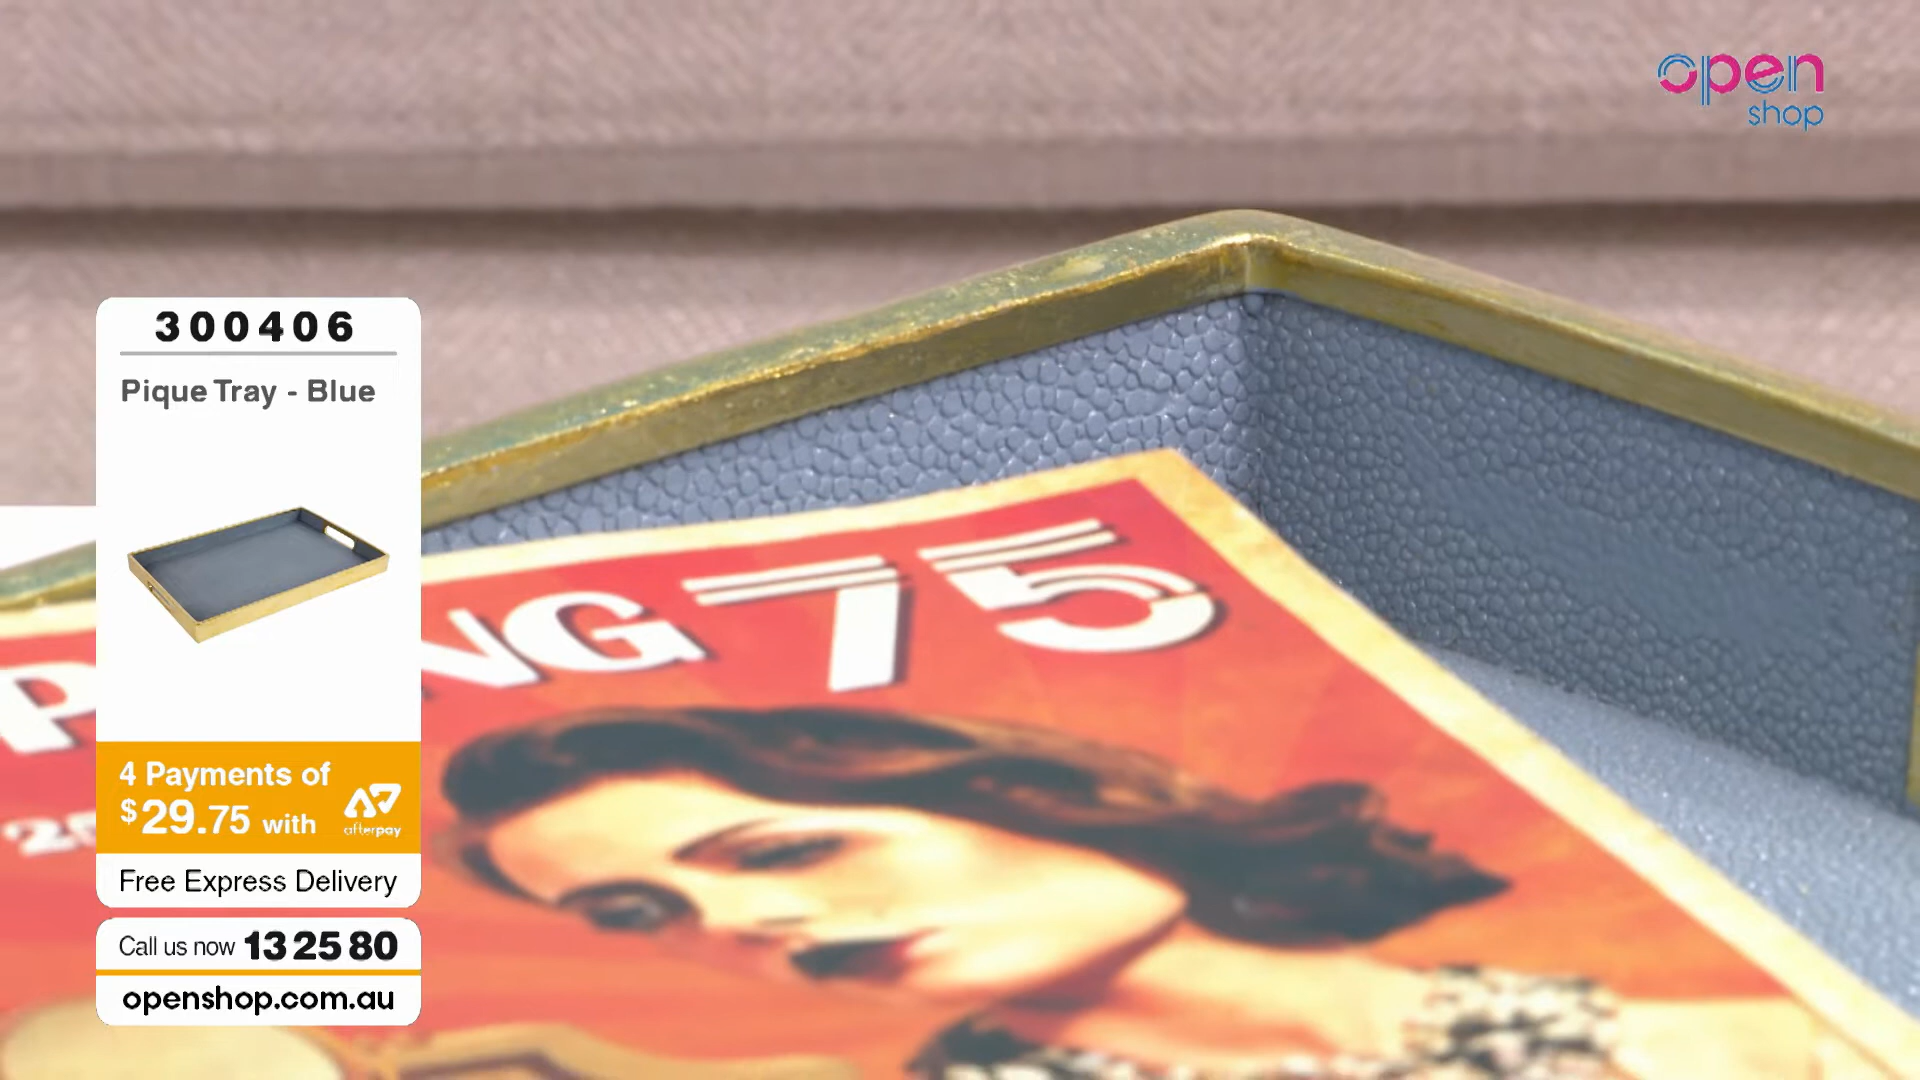 open
shop
300406
Pique Tray - Blue
4 Payments of
$29.75 with
afterpay
Free Express Delivery
Call us now 13 25 80
openshop.com.au
NG 75
P